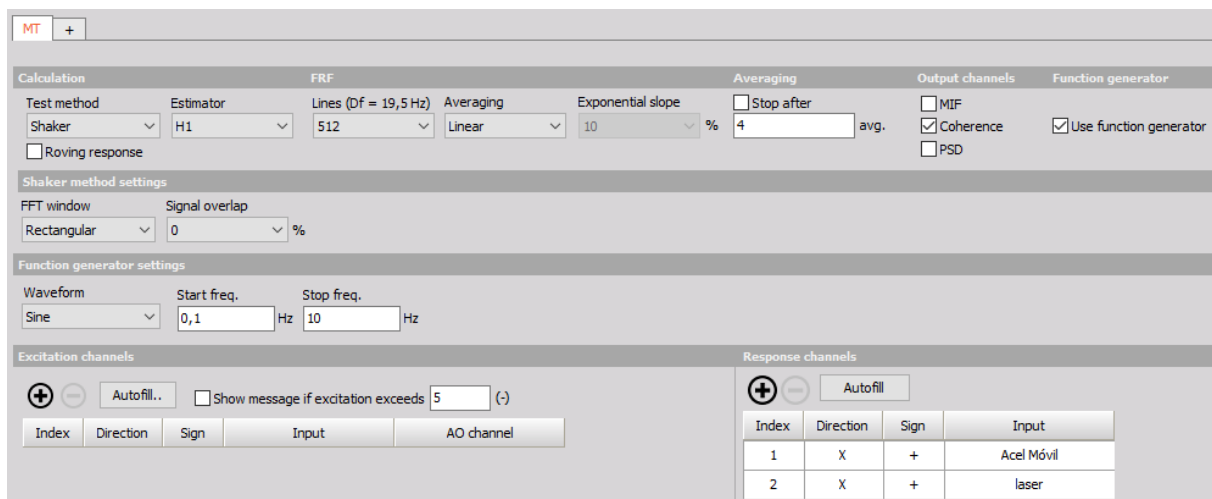 MT +
Calculation FRF Averaging Output channels Function generator
Test method Estimator Lines (Df = 19,5 Hz) Averaging Exponential slope Stop after MIF
Shaker H1 512 Linear 10 % 4 avg. Coherence Use function generator
Roving response PSD
Shaker method settings
FFT window Signal overlap
Rectangular 0 %
Function generator settings
Waveform Start freq. Stop freq.
Sine 0,1 Hz 10 Hz
Excitation channels Response channels
Autofill.. Show message if excitation exceeds 5 (-) Autofill
Index Direction Sign Input AO channel Index Direction Sign Input
1 X + Acel Móvil
2 X + laser